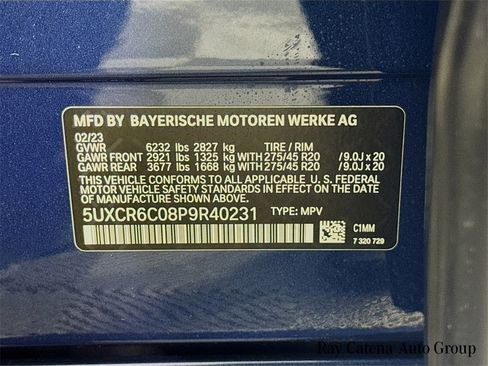 MFD BY BAYERISCHE MOTOREN WERKE AG
02/23
GVWR 6232 lbs 2827 kg TIRE / RIM
GAWR FRONT 2921 lbs 1325 kg WITH 275/45 R20 /9.0J x 20
GAWR REAR 3677 lbs 1668 kg WITH 275/45 R20 /9.0J x 20
THIS VEHICLE CONFORMS TO ALL APPLICABLE FEDERAL MOTOR
VEHICLE SAFETY STANDARDS IN EFFECT ON THE DATE
OF MANUFACTURE SHOWN ABOVE.
5UXCR6C08P9R40231 TYPE: MPV
C1MM
7 320 729
Ray Catena Auto Group